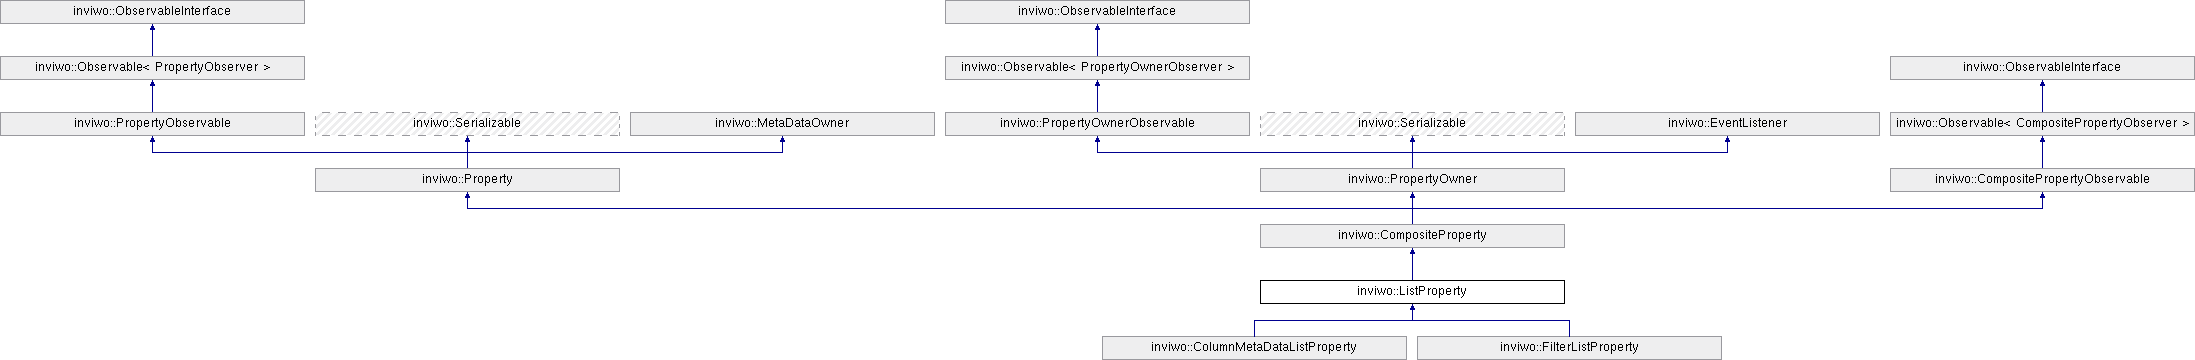 inviwo::ObservableInterface
inviwo::ObservableInterface
inviwo::Observable< PropertyObserver >
inviwo::Observable< PropertyOwnerObserver >
inviwo::ObservableInterface
inviwo::PropertyObservable
inviwo::Serializable
inviwo::MetaDataOwner
inviwo::PropertyOwnerObservable
inviwo::Serializable
inviwo::EventListener
inviwo::Observable< CompositePropertyObserver >
inviwo::Property
inviwo::PropertyOwner
inviwo::CompositePropertyObservable
inviwo::CompositeProperty
inviwo::ListProperty
inviwo::ColumnMetaDataListProperty
inviwo::FilterListProperty